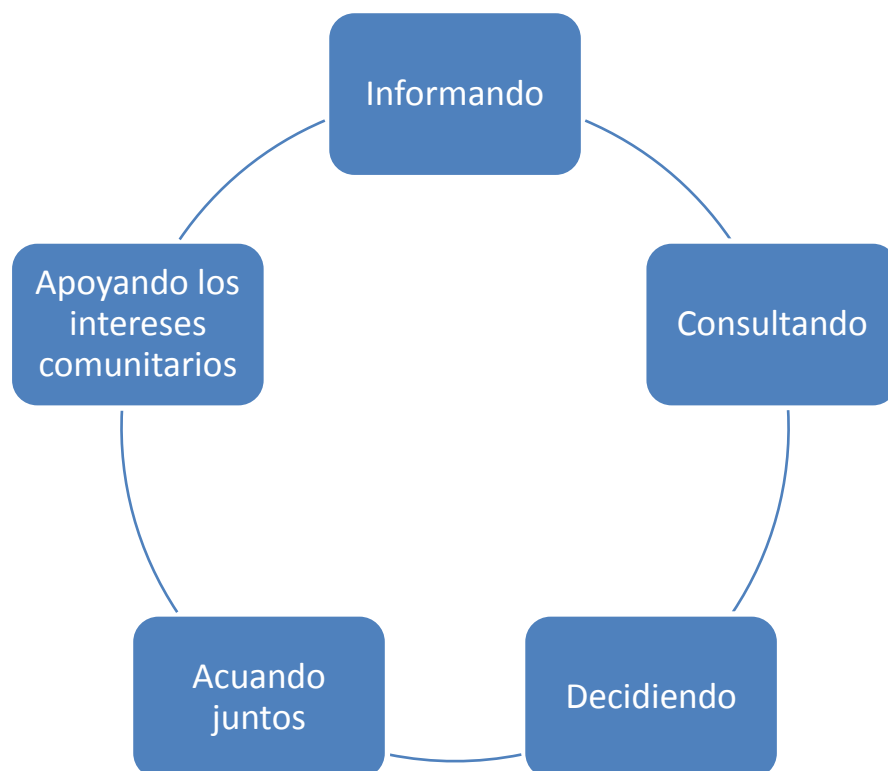 Informando
Consultando
Decidiendo
Acuando
juntos
Apoyando los
intereses
comunitarios